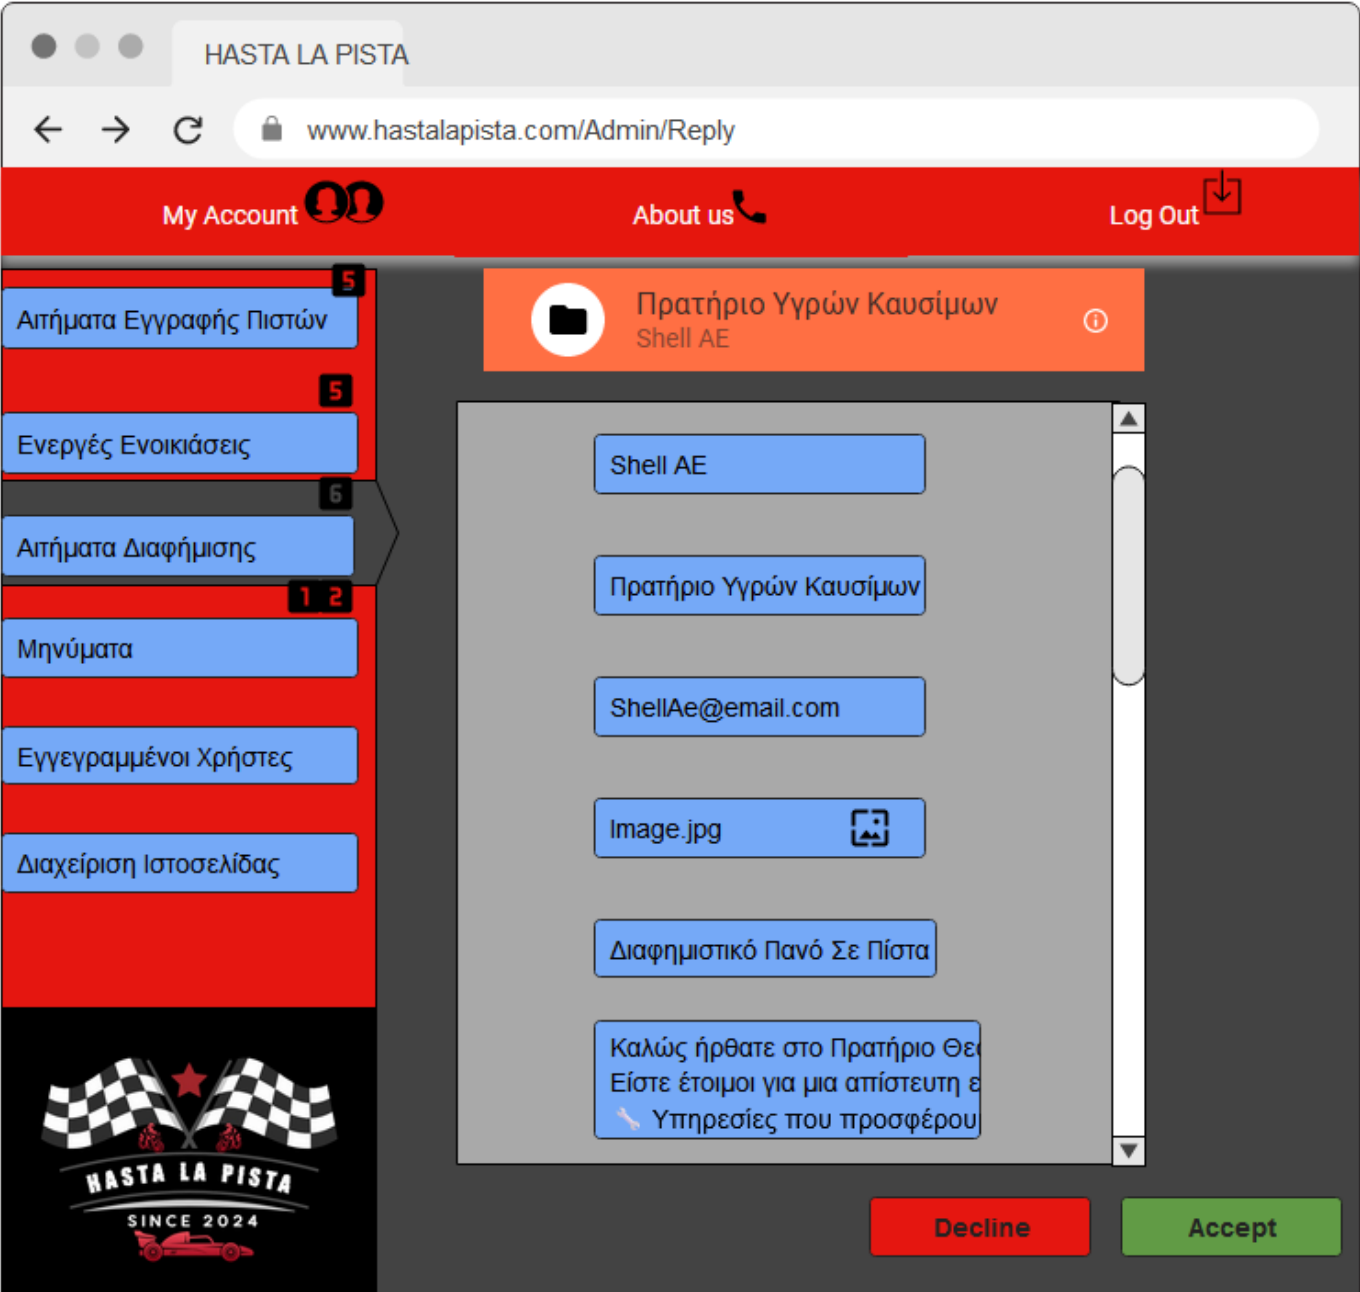 HASTA LA PISTA
www.hastalapista.com/Admin/Reply
My Account
About us
Log Out
5
Αιτήματα Εγγραφής Πιστών
5
Ενεργές Ενοικιάσεις
6
Αιτήματα Διαφήμισης
1 2
Μηνύματα
Εγγεγραμμένοι Χρήστες
Διαχείριση Ιστοσελίδας
HASTA LA PISTA
SINCE 2024
Πρατήριο Υγρών Καυσίμων
Shell AE
Shell AE
Πρατήριο Υγρών Καυσίμων
ShellAe@email.com
Image.jpg
Διαφημιστικό Πανό Σε Πίστα
Καλώς ήρθατε στο Πρατήριο
Είστε έτοιμοι για μια απίστευτη
Υπηρεσίες που
Decline
Accept